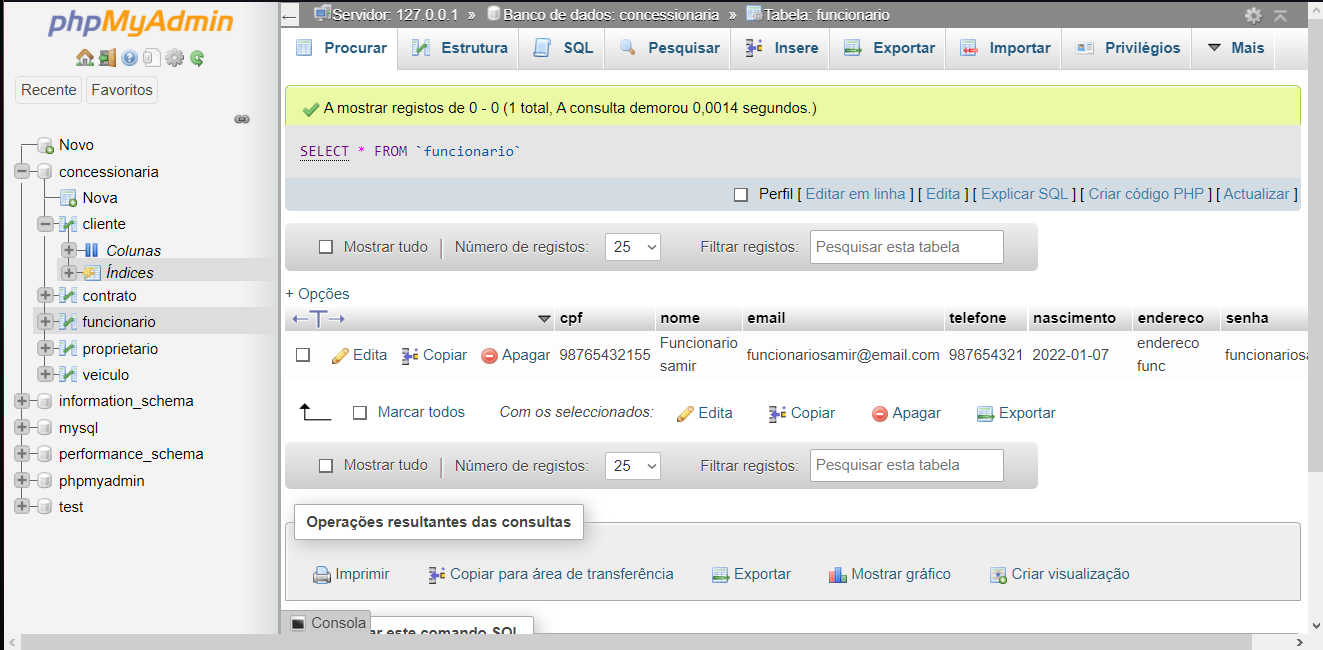 phpMyAdmin
Recente Favoritos
Novo
concessionaria
Nova
cliente
Colunas
Índices
contrato
funcionario
proprietario
veiculo
information_schema
mysql
performance_schema
phpmyadmin
test
Servidor: 127.0.0.1 » Banco de dados: concessionaria » Tabela: funcionario
Procurar Estrutura SQL Pesquisar Insere Exportar Importar Privilégios Mais
A mostrar registos de 0 - 0 (1 total, A consulta demorou 0,0014 segundos.)
SELECT * FROM `funcionario`
Perfil [ Editar em linha ] [ Edita ] [ Explicar SQL ] [ Criar código PHP ] [ Actualizar ]
Mostrar tudo Número de registos: 25 Filtrar registos: Pesquisar esta tabela
+ Opções
←T→ cpf nome email telefone nascimento endereco senha
Edita Copiar Apagar 98765432155 Funcionario samir funcionariosamir@email.com 987654321 2022-01-07 endereco func funcionariosa
Marcar todos Com os seleccionados: Edita Copiar Apagar Exportar
Mostrar tudo Número de registos: 25 Filtrar registos: Pesquisar esta tabela
Operações resultantes das consultas
Imprimir Copiar para área de transferência Exportar Mostrar gráfico Criar visualização
Consola
ar este comando SQL